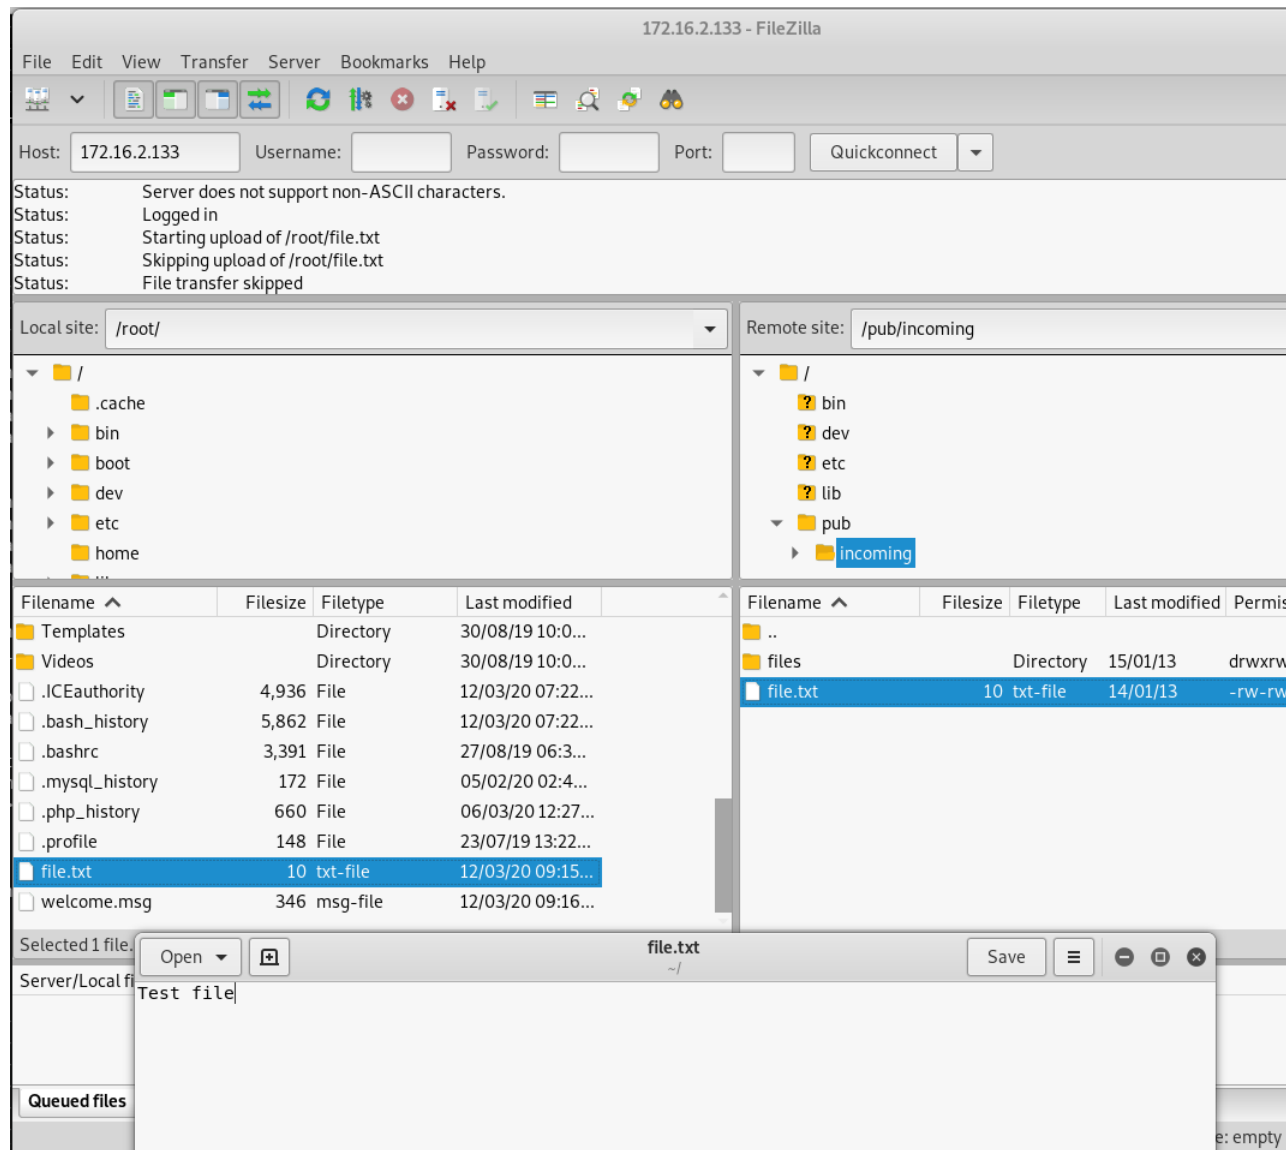 172.16.2.133 - FileZilla
File Edit View Transfer Server Bookmarks Help
Host: 172.16.2.133 Username: Password: Port: Quickconnect
Status: Server does not support non-ASCII characters.
Status: Logged in
Status: Starting upload of /root/file.txt
Status: Skipping upload of /root/file.txt
Status: File transfer skipped
Local site: /root/ Remote site: /pub/incoming
/ /
.cache ? bin
bin ? dev
boot ? etc
dev ? lib
etc pub
home incoming
Filename Filesize Filetype Last modified Filename Filesize Filetype Last modified Permis
Templates Directory 30/08/19 10:0... ..
Videos Directory 30/08/19 10:0... files Directory 15/01/13 drwxrw
.ICEauthority 4,936 File 12/03/20 07:22... file.txt 10 txt-file 14/01/13 -rw-rw
.bash_history 5,862 File 12/03/20 07:22...
.bashrc 3,391 File 27/08/19 06:3...
.mysql_history 172 File 05/02/20 02:4...
.php_history 660 File 06/03/20 12:27...
.profile 148 File 23/07/19 13:22...
file.txt 10 txt-file 12/03/20 09:15...
welcome.msg 346 msg-file 12/03/20 09:16...
Selected 1 file.
Open file.txt Save
~/
Server/Local fi
Test file
Queued files
e: empty